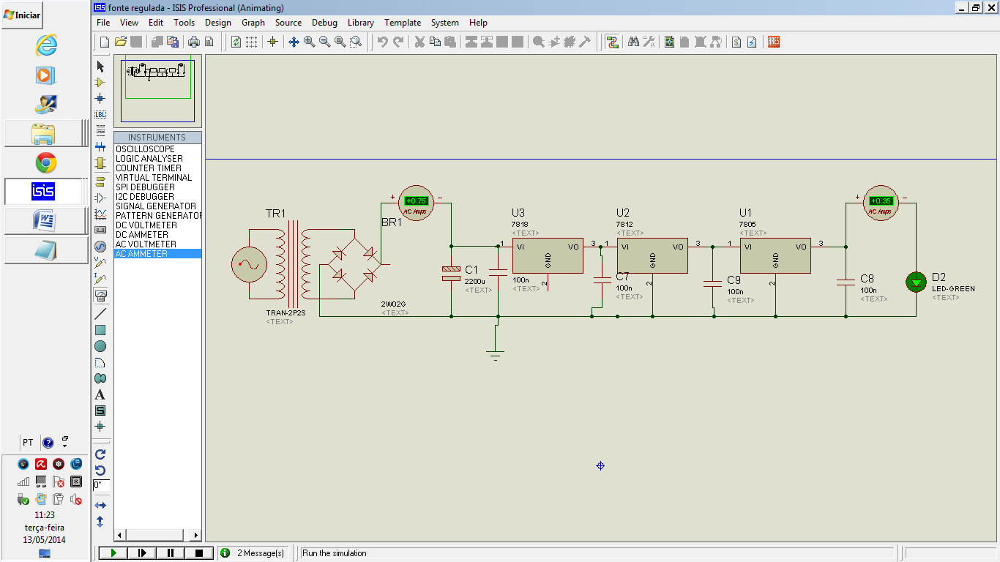 Iniciar
fonte regulada - ISIS Professional (Animating)
File View Edit Tools Design Graph Source Debug Library Template System Help
ARES
LBL
A
S
0°
INSTRUMENTS
OSCILLOSCOPE
LOGIC ANALYSER
COUNTER TIMER
VIRTUAL TERMINAL
SPI DEBUGGER
I2C DEBUGGER
SIGNAL GENERATOR
PATTERN GENERATOR
DC VOLTMETER
DC AMMETER
AC VOLTMETER
AC AMMETER
isis
TR1
TRAN-2P2S
<TEXT>
BR1
2W02G
<TEXT>
+ +0.75 −
AC Amps
C1
2200u
<TEXT>
100n
<TEXT>
U3
7818
<TEXT>
1 VI VO 3
GND
2
C7
100n
<TEXT>
U2
7812
<TEXT>
1 VI VO 3
GND
2
C9
100n
<TEXT>
U1
7805
<TEXT>
1 VI VO 3
GND
2
C8
100n
<TEXT>
+ +0.35 −
AC Amps
D2
LED-GREEN
<TEXT>
PT
11:23
terça-feira
13/05/2014
2 Message(s)
Run the simulation